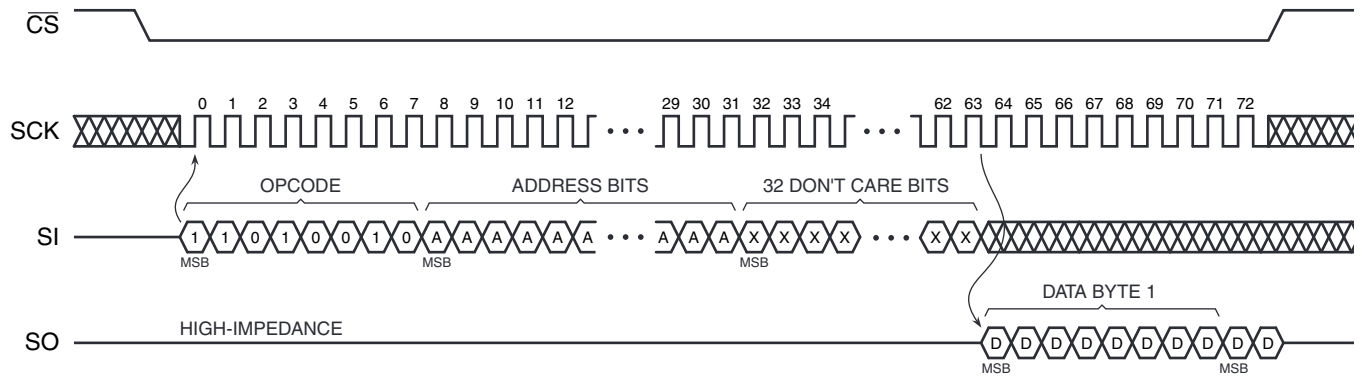 CS
0 1 2 3 4 5 6 7 8 9 10 11 12 29 30 31 32 33 34 62 63 64 65 66 67 68 69 70 71 72
SCK
OPCODE ADDRESS BITS 32 DON'T CARE BITS
SI 1 1 0 1 0 0 1 0 A A A A A A A A A X X X X X X
MSB MSB MSB
DATA BYTE 1
HIGH-IMPEDANCE
SO D D D D D D D D D D
MSB MSB